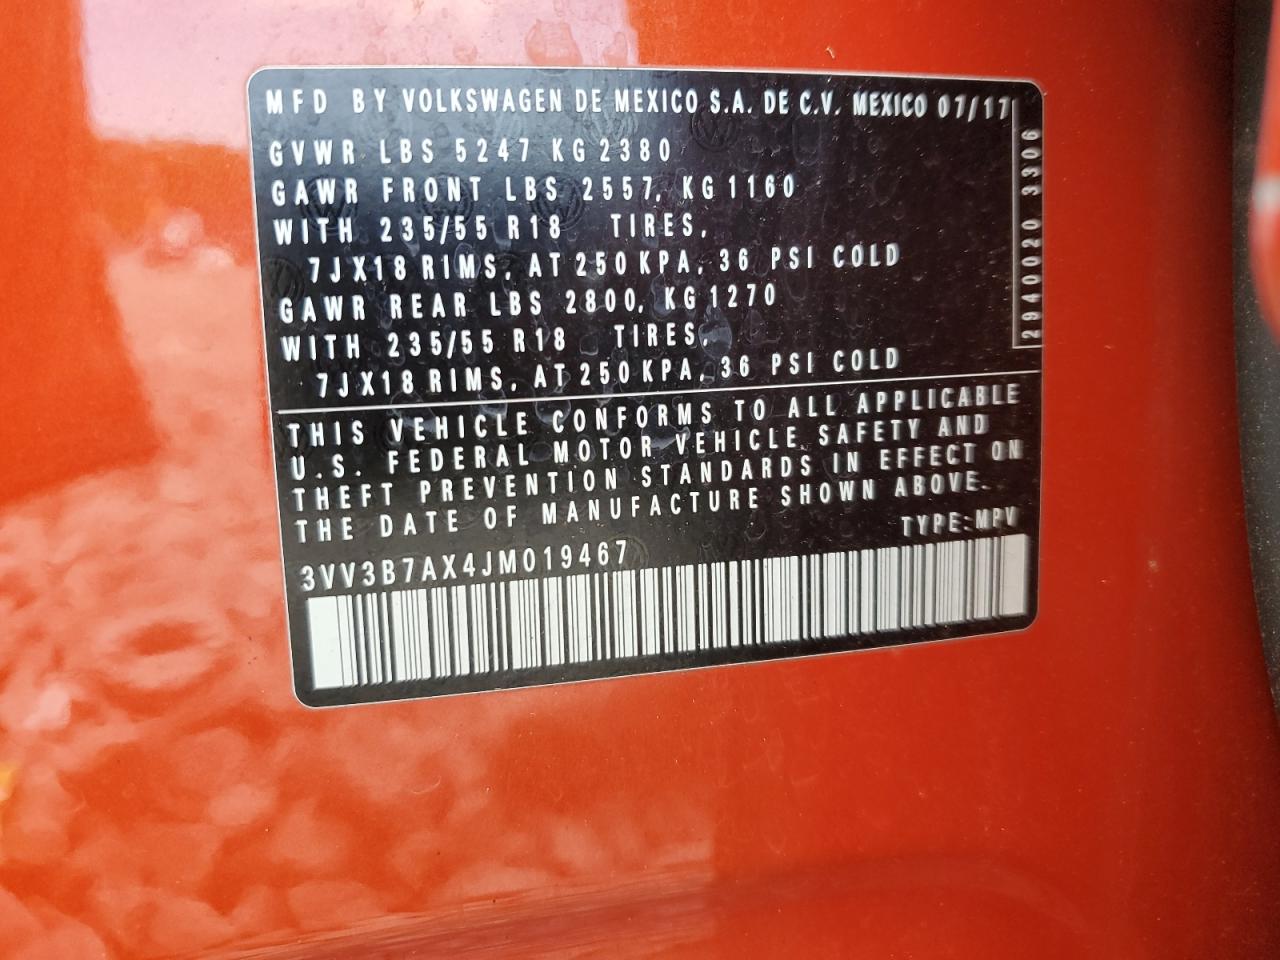 MFD BY VOLKSWAGEN DE MEXICO S.A. DE C.V. MEXICO 07/17
GVWR LBS 5247 KG 2380
GAWR FRONT LBS 2557, KG 1160
WITH 235/55 R18 TIRES,
7JX18 RIMS, AT 250 KPA, 36 PSI COLD
GAWR REAR LBS 2800, KG 1270
WITH 235/55 R18 TIRES,
7JX18 RIMS, AT 250 KPA, 36 PSI COLD
2940020 3306
THIS VEHICLE CONFORMS TO ALL APPLICABLE
U.S. FEDERAL MOTOR VEHICLE SAFETY AND
THEFT PREVENTION STANDARDS IN EFFECT ON
THE DATE OF MANUFACTURE SHOWN ABOVE.
TYPE: MPV
3VV3B7AX4JM019467